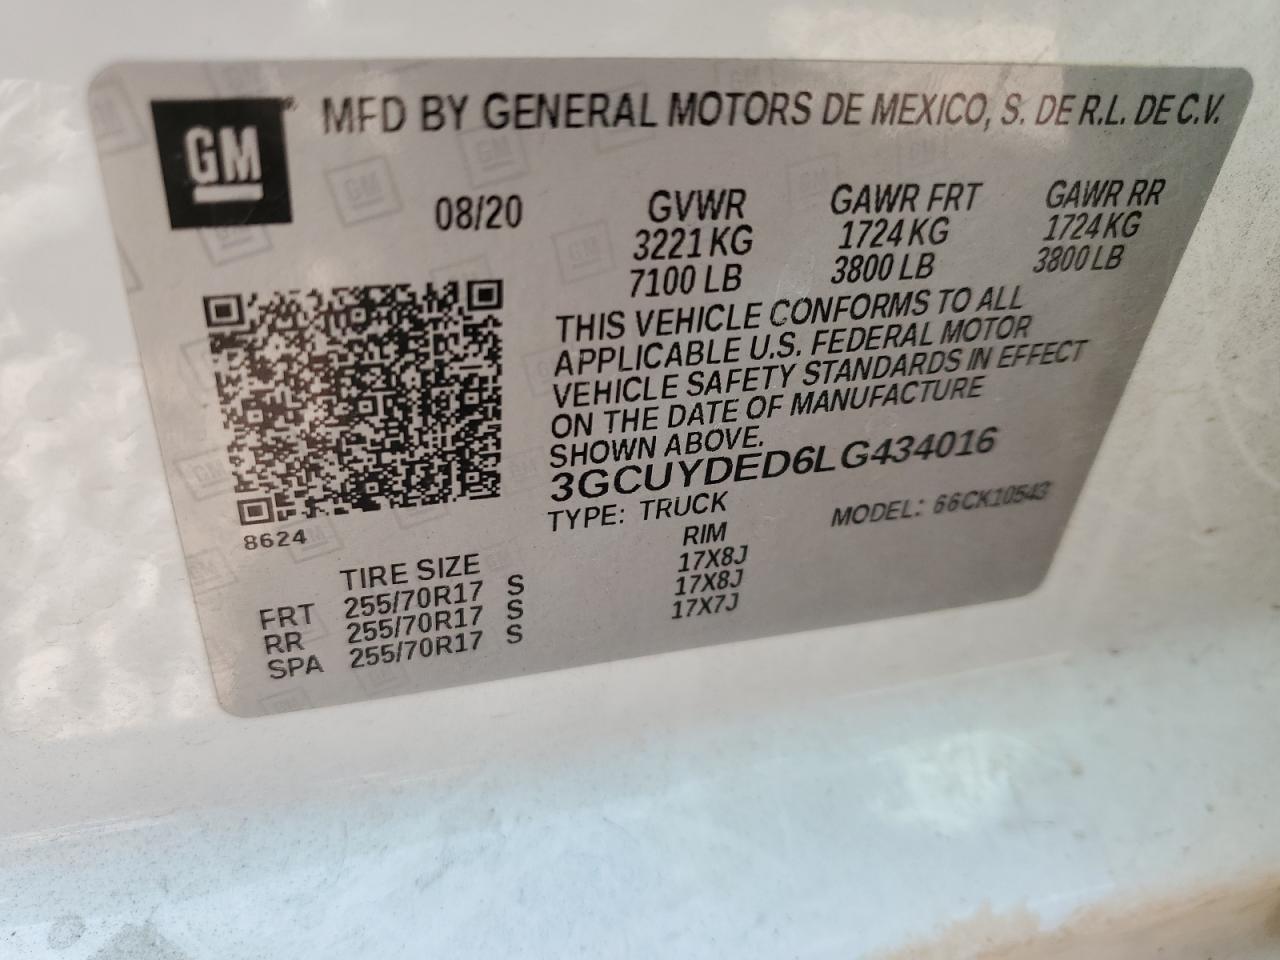 GM
MFD BY GENERAL MOTORS DE MEXICO, S. DE R.L. DE C.V.
08/20
GVWR
3221 KG
7100 LB
GAWR FRT
1724 KG
3800 LB
GAWR RR
1724 KG
3800 LB
THIS VEHICLE CONFORMS TO ALL
APPLICABLE U.S. FEDERAL MOTOR
VEHICLE SAFETY STANDARDS IN EFFECT
ON THE DATE OF MANUFACTURE
SHOWN ABOVE.
3GCUYDED6LG434016
TYPE: TRUCK
MODEL: 66CK10543
8624
TIRE SIZE
RIM
FRT 255/70R17 S 17X8J
RR 255/70R17 S 17X8J
SPA 255/70R17 S 17X7J